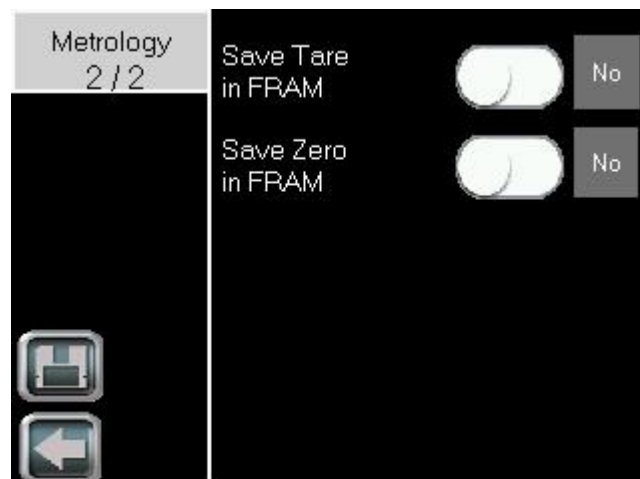 Metrology
2 / 2
Save Tare
in FRAM
No
Save Zero
in FRAM
No